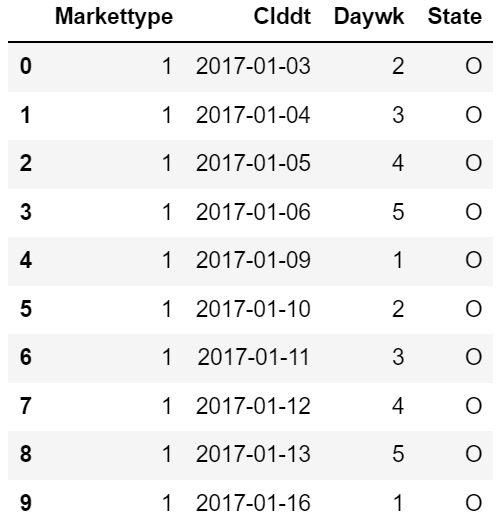 Markettype Clddt Daywk State
0 1 2017-01-03 2 O
1 1 2017-01-04 3 O
2 1 2017-01-05 4 O
3 1 2017-01-06 5 O
4 1 2017-01-09 1 O
5 1 2017-01-10 2 O
6 1 2017-01-11 3 O
7 1 2017-01-12 4 O
8 1 2017-01-13 5 O
9 1 2017-01-16 1 O